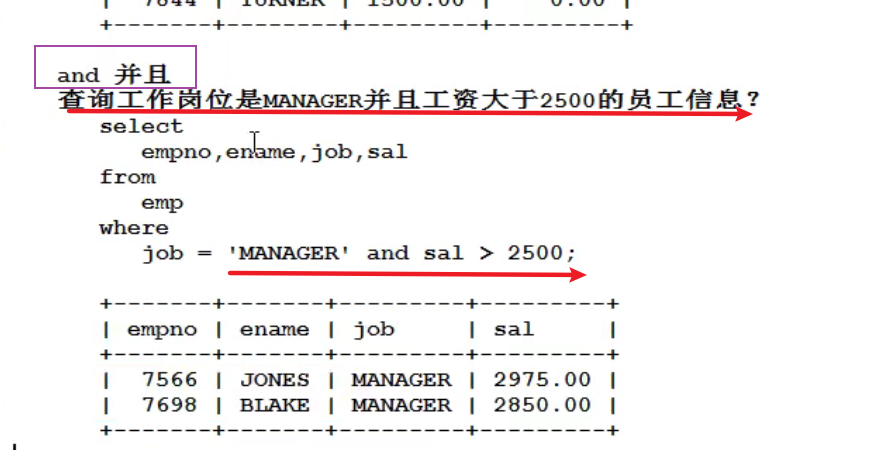 | 7844 | TURNER | 1500.00 | 0.00 |
+-------+--------+---------+---------+
and 并且
查询工作岗位是MANAGER并且工资大于2500的员工信息？
select
empno,ename,job,sal
from
emp
where
job = 'MANAGER' and sal > 2500;
+-------+-------+---------+---------+
| empno | ename | job | sal |
+-------+-------+---------+---------+
| 7566 | JONES | MANAGER | 2975.00 |
| 7698 | BLAKE | MANAGER | 2850.00 |
+-------+-------+---------+---------+